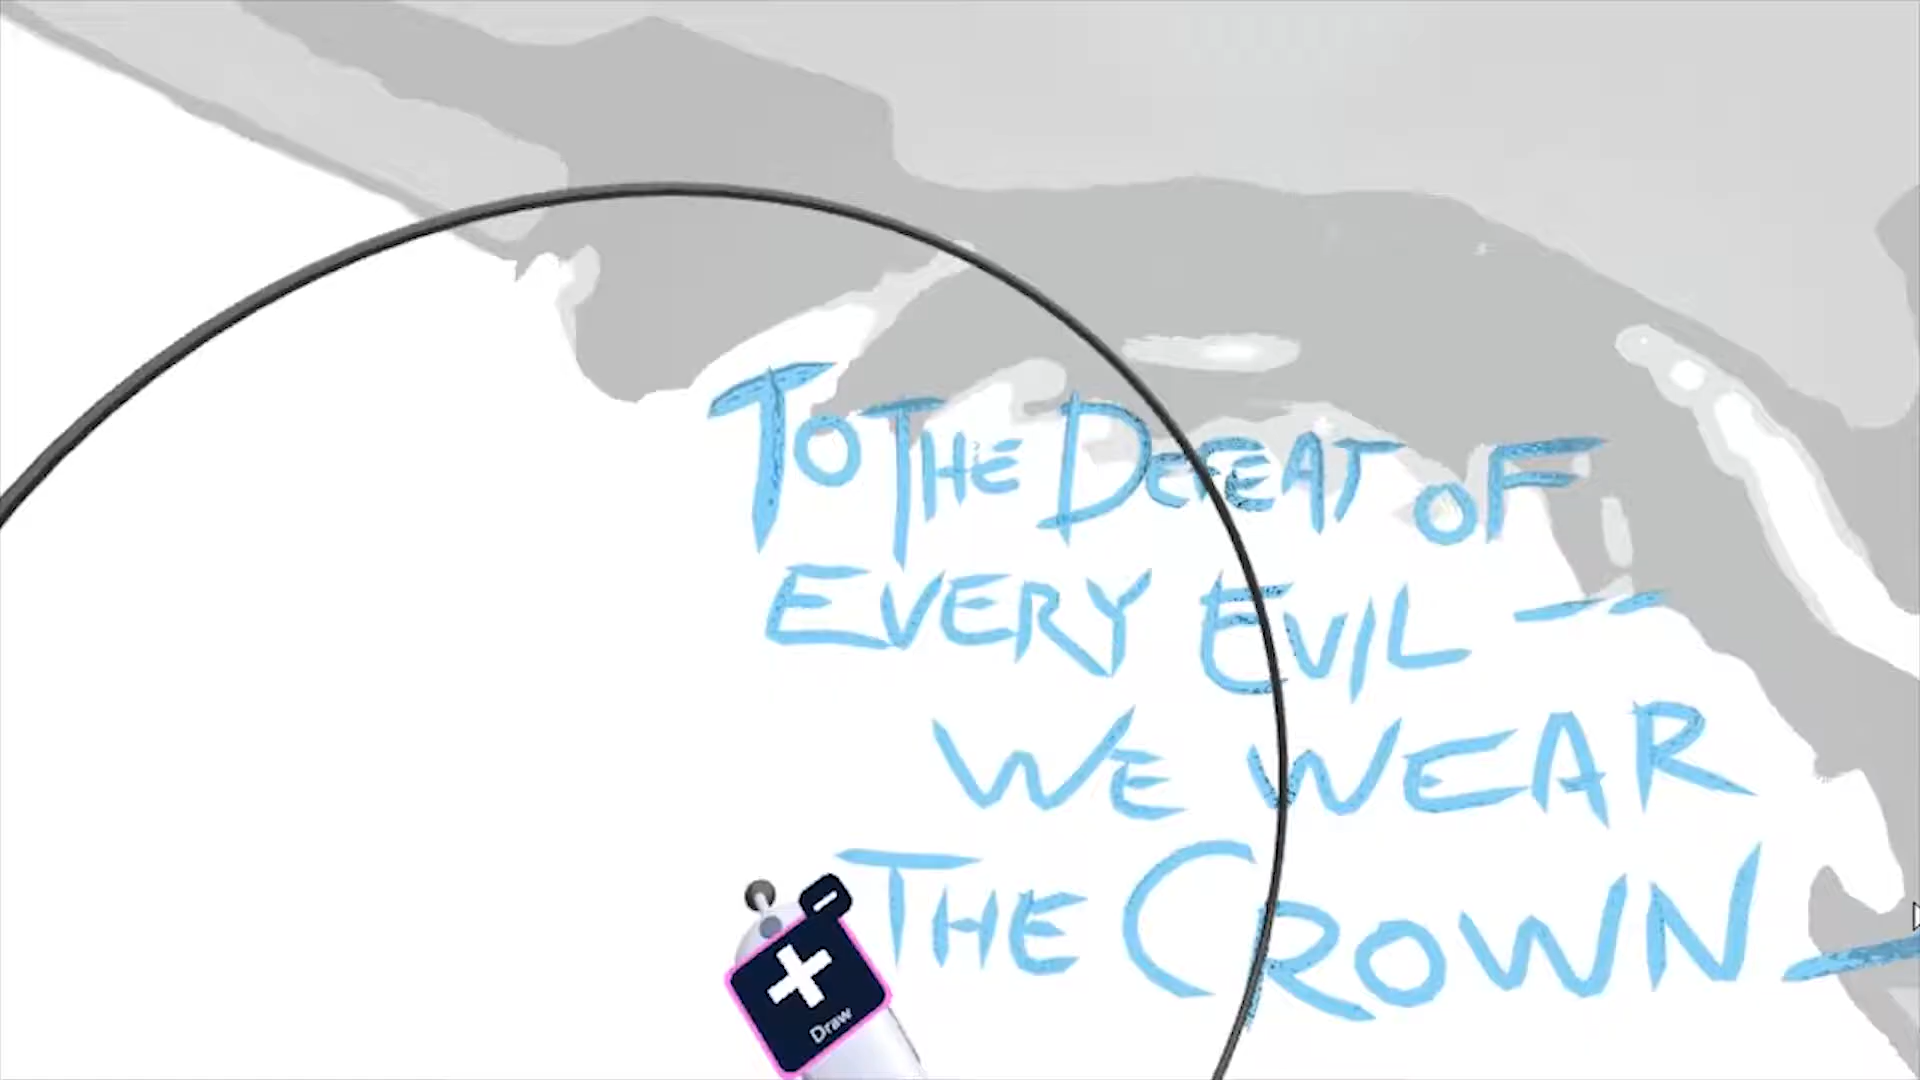 TO THE DEFEAT OF
EVERY EVIL —
WE WEAR
THE CROWN —
Draw